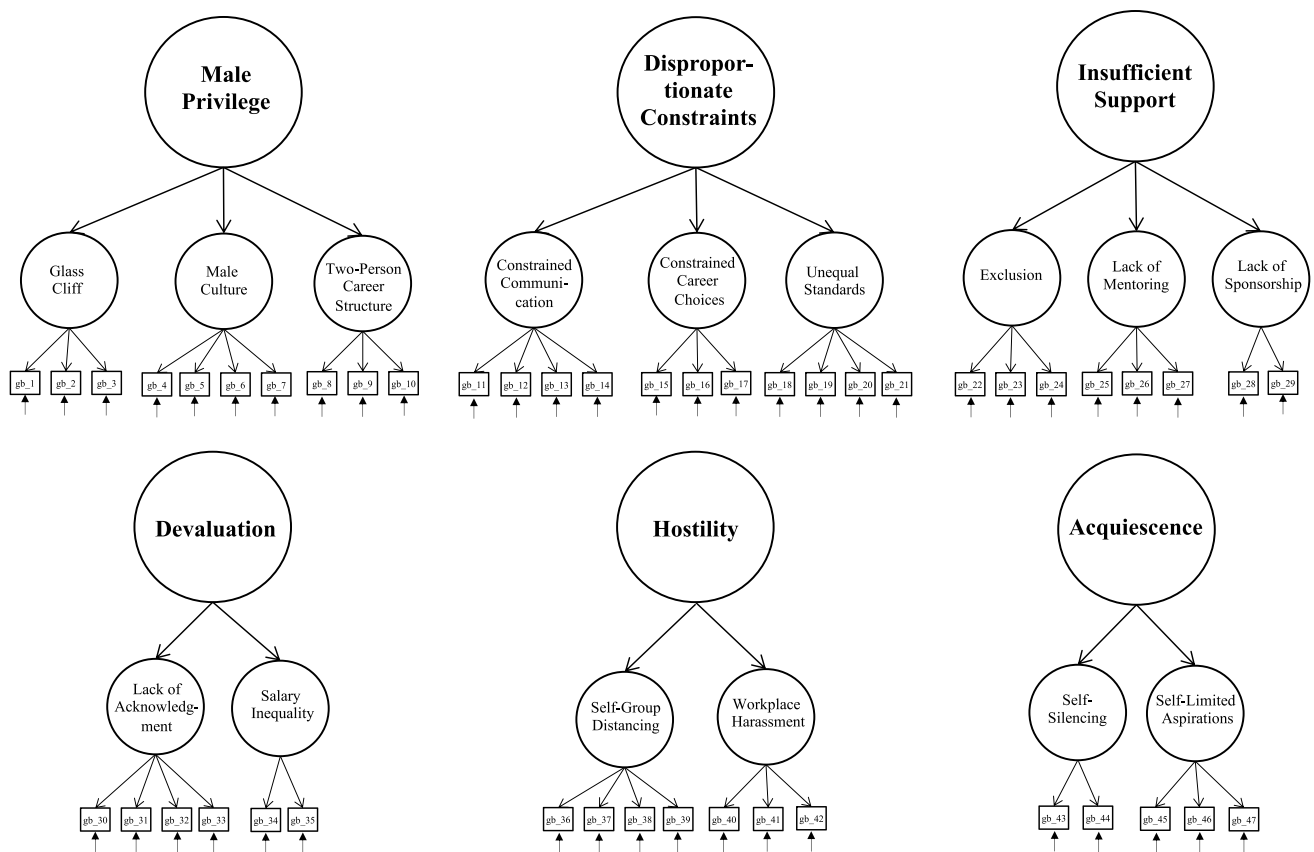 Male
Privilege
Dispropor-
tionate
Constraints
Insufficient
Support
Glass
Cliff
Male
Culture
Two-Person
Career
Structure
Constrained
Communi-
cation
Constrained
Career
Choices
Unequal
Standards
Exclusion
Lack of
Mentoring
Lack of
Sponsorship
gb_1 gb_2 gb_3 gb_4 gb_5 gb_6 gb_7 gb_8 gb_9 gb_10 gb_11 gb_12 gb_13 gb_14 gb_15 gb_16 gb_17 gb_18 gb_19 gb_20 gb_21 gb_22 gb_23 gb_24 gb_25 gb_26 gb_27 gb_28 gb_29
Devaluation
Hostility
Acquiescence
Lack of
Acknowledg-
ment
Salary
Inequality
Self-Group
Distancing
Workplace
Harassment
Self-
Silencing
Self-Limited
Aspirations
gb_30 gb_31 gb_32 gb_33 gb_34 gb_35 gb_36 gb_37 gb_38 gb_39 gb_40 gb_41 gb_42 gb_43 gb_44 gb_45 gb_46 gb_47